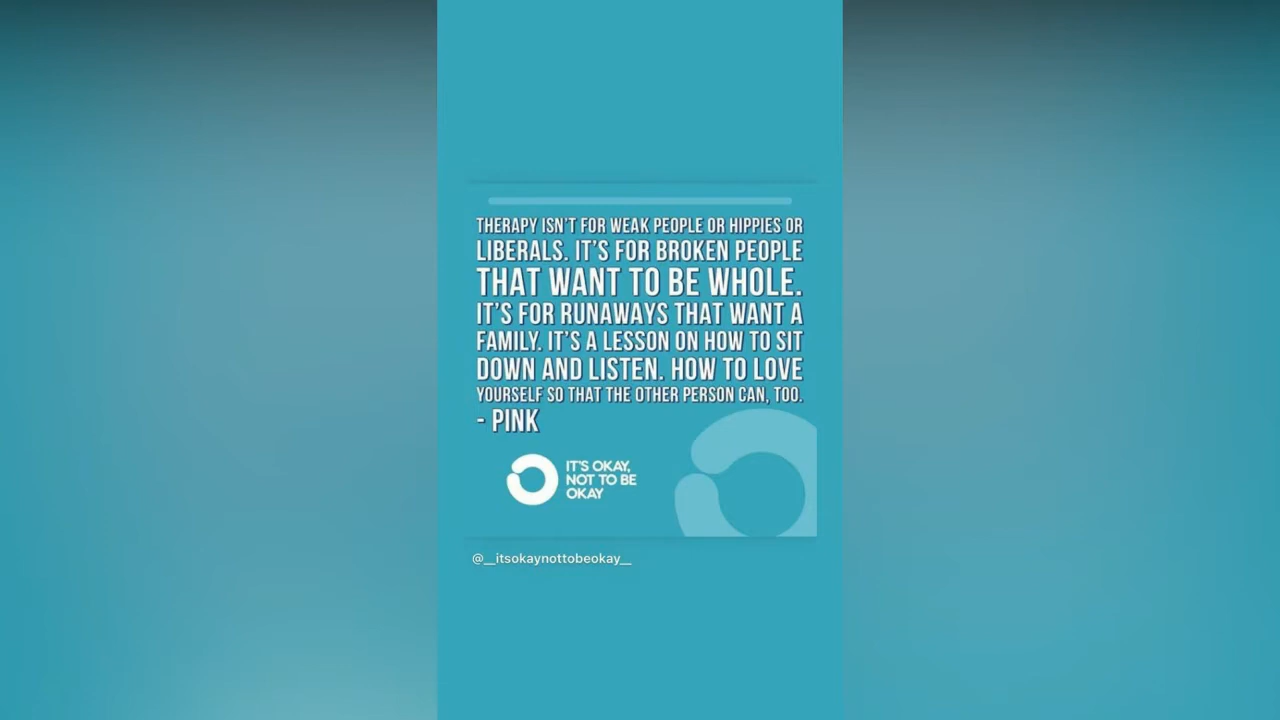 THERAPY ISN'T FOR WEAK PEOPLE OR HIPPIES OR
LIBERALS. IT'S FOR BROKEN PEOPLE
THAT WANT TO BE WHOLE.
IT'S FOR RUNAWAYS THAT WANT A
FAMILY. IT'S A LESSON ON HOW TO SIT
DOWN AND LISTEN. HOW TO LOVE
YOURSELF SO THAT THE OTHER PERSON CAN, TOO.
- PINK
IT'S OKAY,
NOT TO BE
OKAY
@__itsokaynottobeokay__